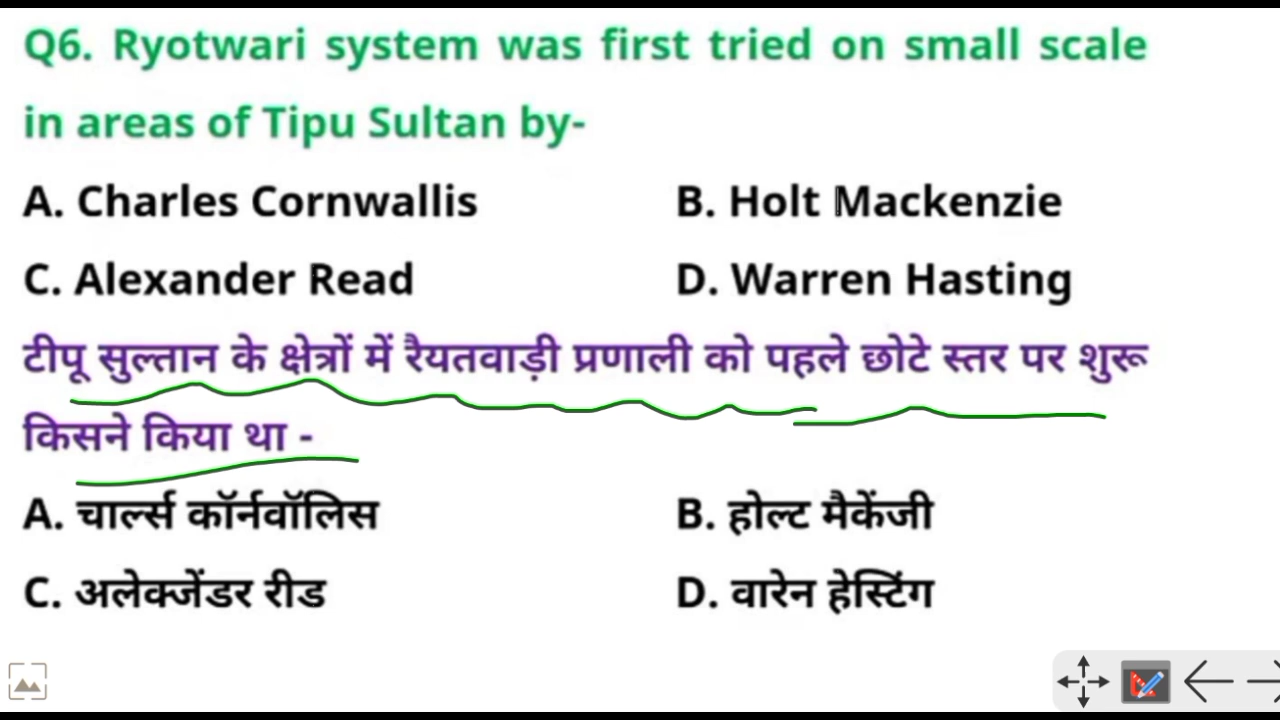 Q6. Ryotwari system was first tried on small scale
in areas of Tipu Sultan by-
A. Charles Cornwallis B. Holt Mackenzie
C. Alexander Read D. Warren Hasting
टीपू सुल्तान के क्षेत्रों में रैयतवाड़ी प्रणाली को पहले छोटे स्तर पर शुरू
किसने किया था -
A. चार्ल्स कॉर्नवॉलिस B. होल्ट मैकेंजी
C. अलेक्जेंडर रीड D. वारेन हेस्टिंग